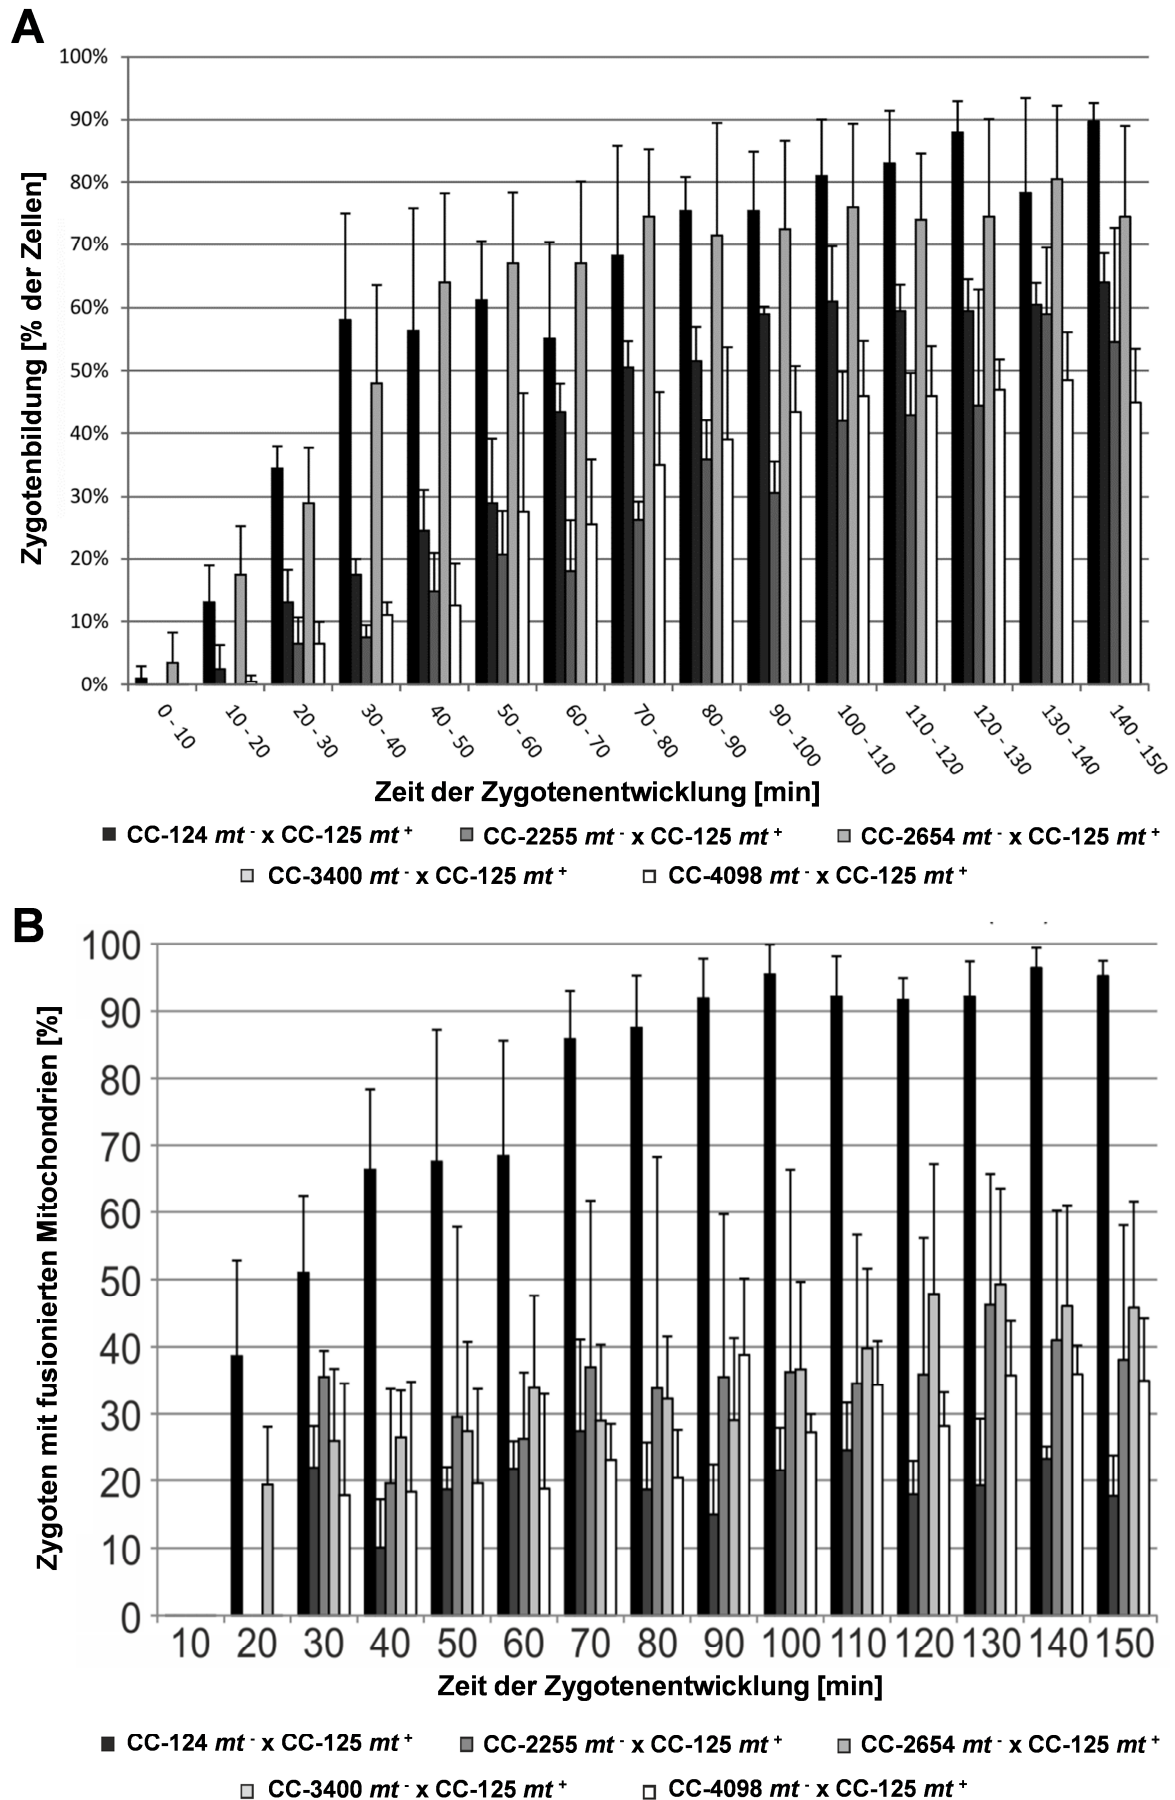 A
100%
90%
80%
70%
60%
50%
40%
30%
20%
10%
0%
Zygotenbildung [% der Zellen]
0 - 10
10 - 20
20 - 30
30 - 40
40 - 50
50 - 60
60 - 70
70 - 80
80 - 90
90 - 100
100 - 110
110 - 120
120 - 130
130 - 140
140 - 150
Zeit der Zygotenentwicklung [min]
CC-124 mt - x CC-125 mt + CC-2255 mt - x CC-125 mt + CC-2654 mt - x CC-125 mt +
CC-3400 mt - x CC-125 mt + CC-4098 mt - x CC-125 mt +
B
100
90
80
70
60
50
40
30
20
10
0
Zygoten mit fusionierten Mitochondrien [%]
10 20 30 40 50 60 70 80 90 100 110 120 130 140 150
Zeit der Zygotenentwicklung [min]
CC-124 mt - x CC-125 mt + CC-2255 mt - x CC-125 mt + CC-2654 mt - x CC-125 mt +
CC-3400 mt - x CC-125 mt + CC-4098 mt - x CC-125 mt +